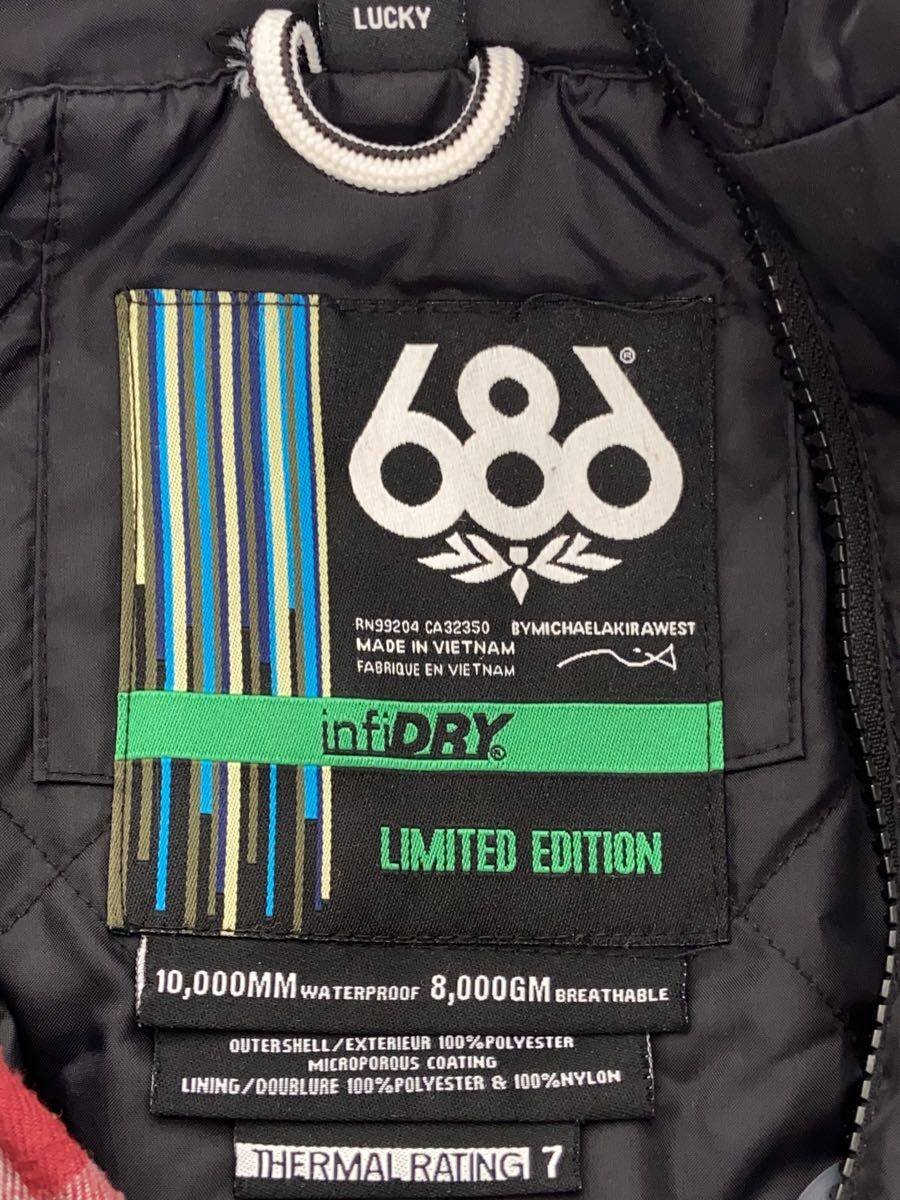 LUCKY
686®
RN99204 CA32350 BYMICHAELAKIRAWEST
MADE IN VIETNAM
FABRIQUE EN VIETNAM
infiDRY®
LIMITED EDITION
10,000MM WATERPROOF 8,000GM BREATHABLE
OUTERSHELL/EXTERIEUR 100%POLYESTER
MICROPOROUS COATING
LINING/DOUBLURE 100%POLYESTER & 100%NYLON
THERMAL RATING 7